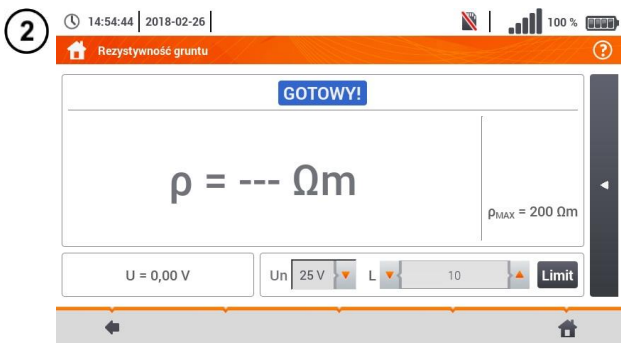 2
14:54:44 2018-02-26 100 %
Rezystywność gruntu ?
GOTOWY!
ρ = --- Ωm
ρMAX = 200 Ωm
U = 0,00 V Un 25 V L 10 Limit